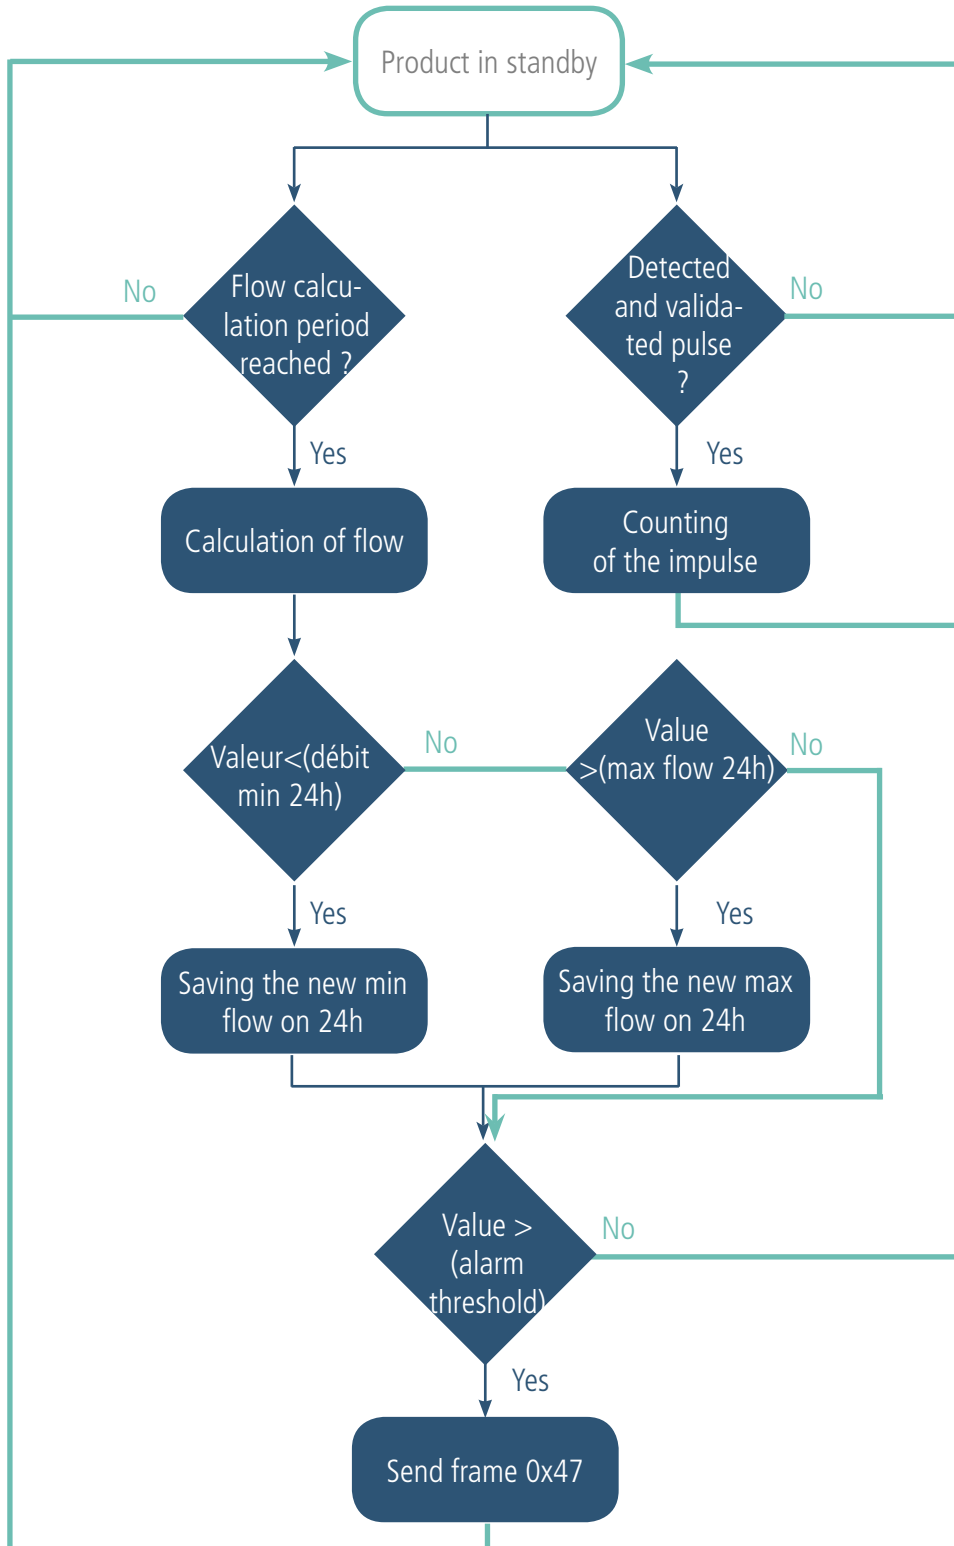 Product in standby
No
Flow calcu-
lation period
reached ?
Detected
and valida-
ted pulse
?
No
Yes
Yes
Calculation of flow
Counting
of the impulse
Valeur<(débit
min 24h)
No
Value
>(max flow 24h)
No
Yes
Yes
Saving the new min
flow on 24h
Saving the new max
flow on 24h
Value >
(alarm
threshold)
No
Yes
Send frame 0x47